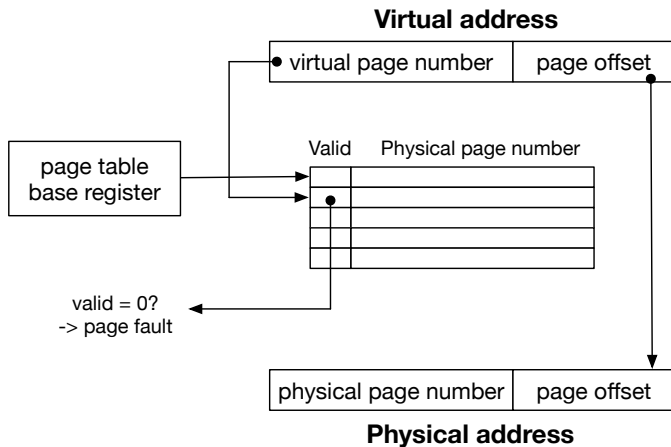 Virtual address
virtual page number page offset
Valid Physical page number
page table
base register
valid = 0?
-> page fault
physical page number page offset
Physical address